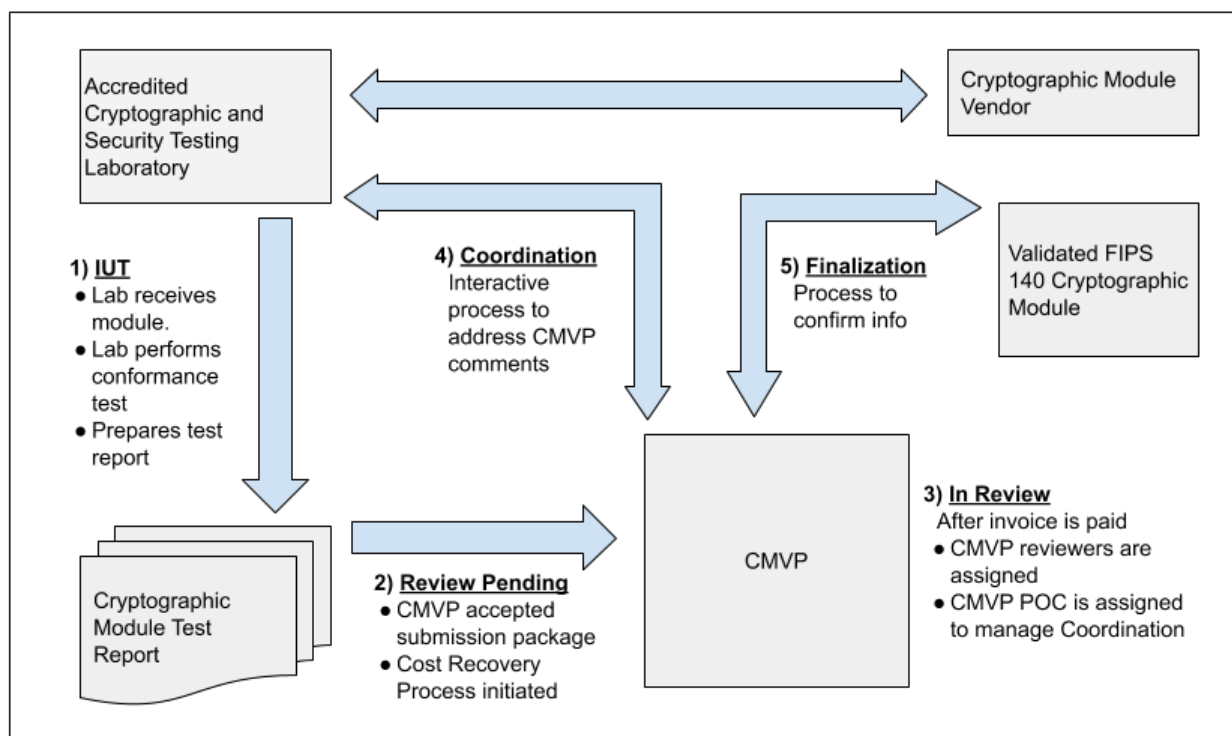 Accredited
Cryptographic and
Security Testing
Laboratory
Cryptographic Module
Vendor
1) IUT
● Lab receives
module.
● Lab performs
conformance
test
● Prepares test
report
4) Coordination
Interactive
process to
address CMVP
comments
5) Finalization
Process to
confirm info
Validated FIPS
140 Cryptographic
Module
Cryptographic
Module Test
Report
2) Review Pending
● CMVP accepted
submission package
● Cost Recovery
Process initiated
CMVP
3) In Review
After invoice is paid
● CMVP reviewers are
assigned
● CMVP POC is assigned
to manage Coordination